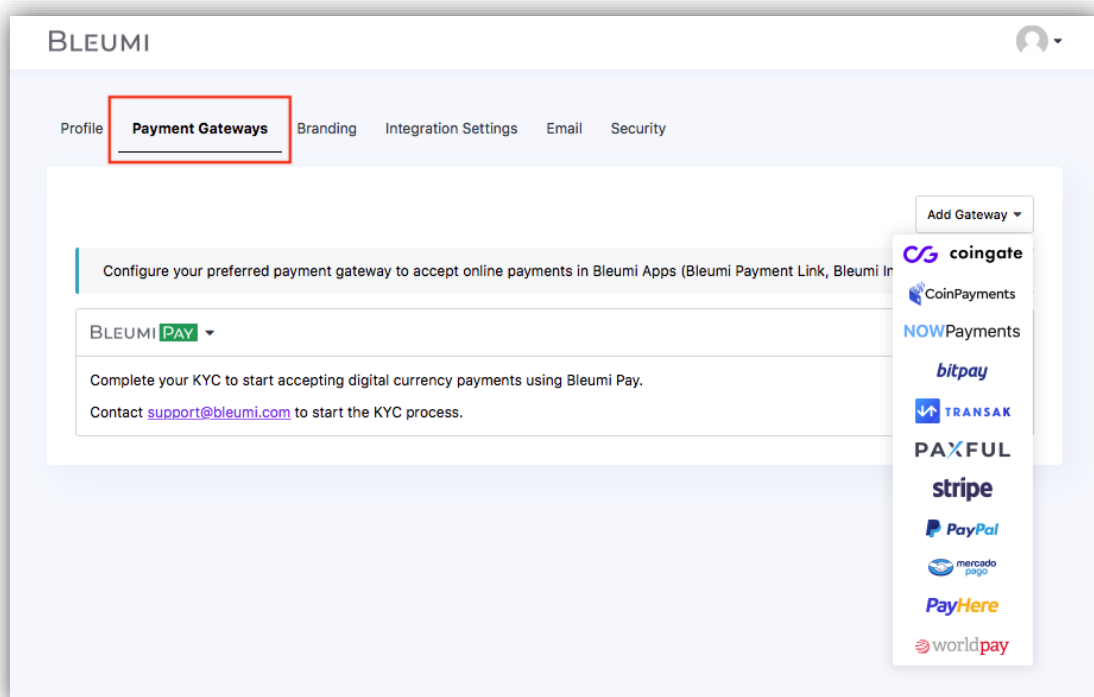 BLEUMI
Profile Payment Gateways Branding Integration Settings Email Security
Add Gateway
coingate
Configure your preferred payment gateway to accept online payments in Bleumi Apps (Bleumi Payment Link, Bleumi
CoinPayments
BLEUMI PAY
NOWPayments
Complete your KYC to start accepting digital currency payments using Bleumi Pay.
bitpay
Contact support@bleumi.com to start the KYC process.
TRANSAK
PAXFUL
stripe
PayPal
mercado
pago
PayHere
worldpay